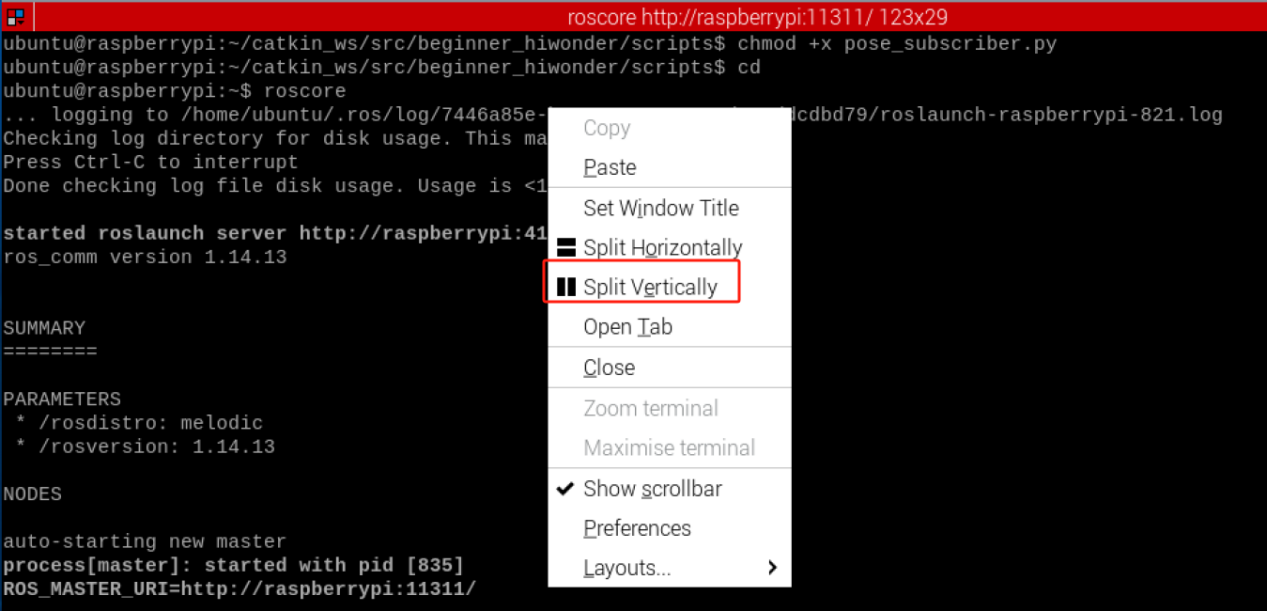 roscore http://raspberrypi:11311/ 123x29
ubuntu@raspberrypi:~/catkin_ws/src/beginner_hiwonder/scripts$ chmod +x pose_subscriber.py
ubuntu@raspberrypi:~/catkin_ws/src/beginner_hiwonder/scripts$ cd
ubuntu@raspberrypi:~$ roscore
... logging to /home/ubuntu/.ros/log/7446a85e- dcdbd79/roslaunch-raspberrypi-821.log
Checking log directory for disk usage. This ma
Press Ctrl-C to interrupt
Done checking log file disk usage. Usage is <1
started roslaunch server http://raspberrypi:41
ros_comm version 1.14.13
SUMMARY
========
PARAMETERS
* /rosdistro: melodic
* /rosversion: 1.14.13
NODES
auto-starting new master
process[master]: started with pid [835]
ROS_MASTER_URI=http://raspberrypi:11311/
Copy
Paste
Set Window Title
Split Horizontally
Split Vertically
Open Tab
Close
Zoom terminal
Maximise terminal
Show scrollbar
Preferences
Layouts...